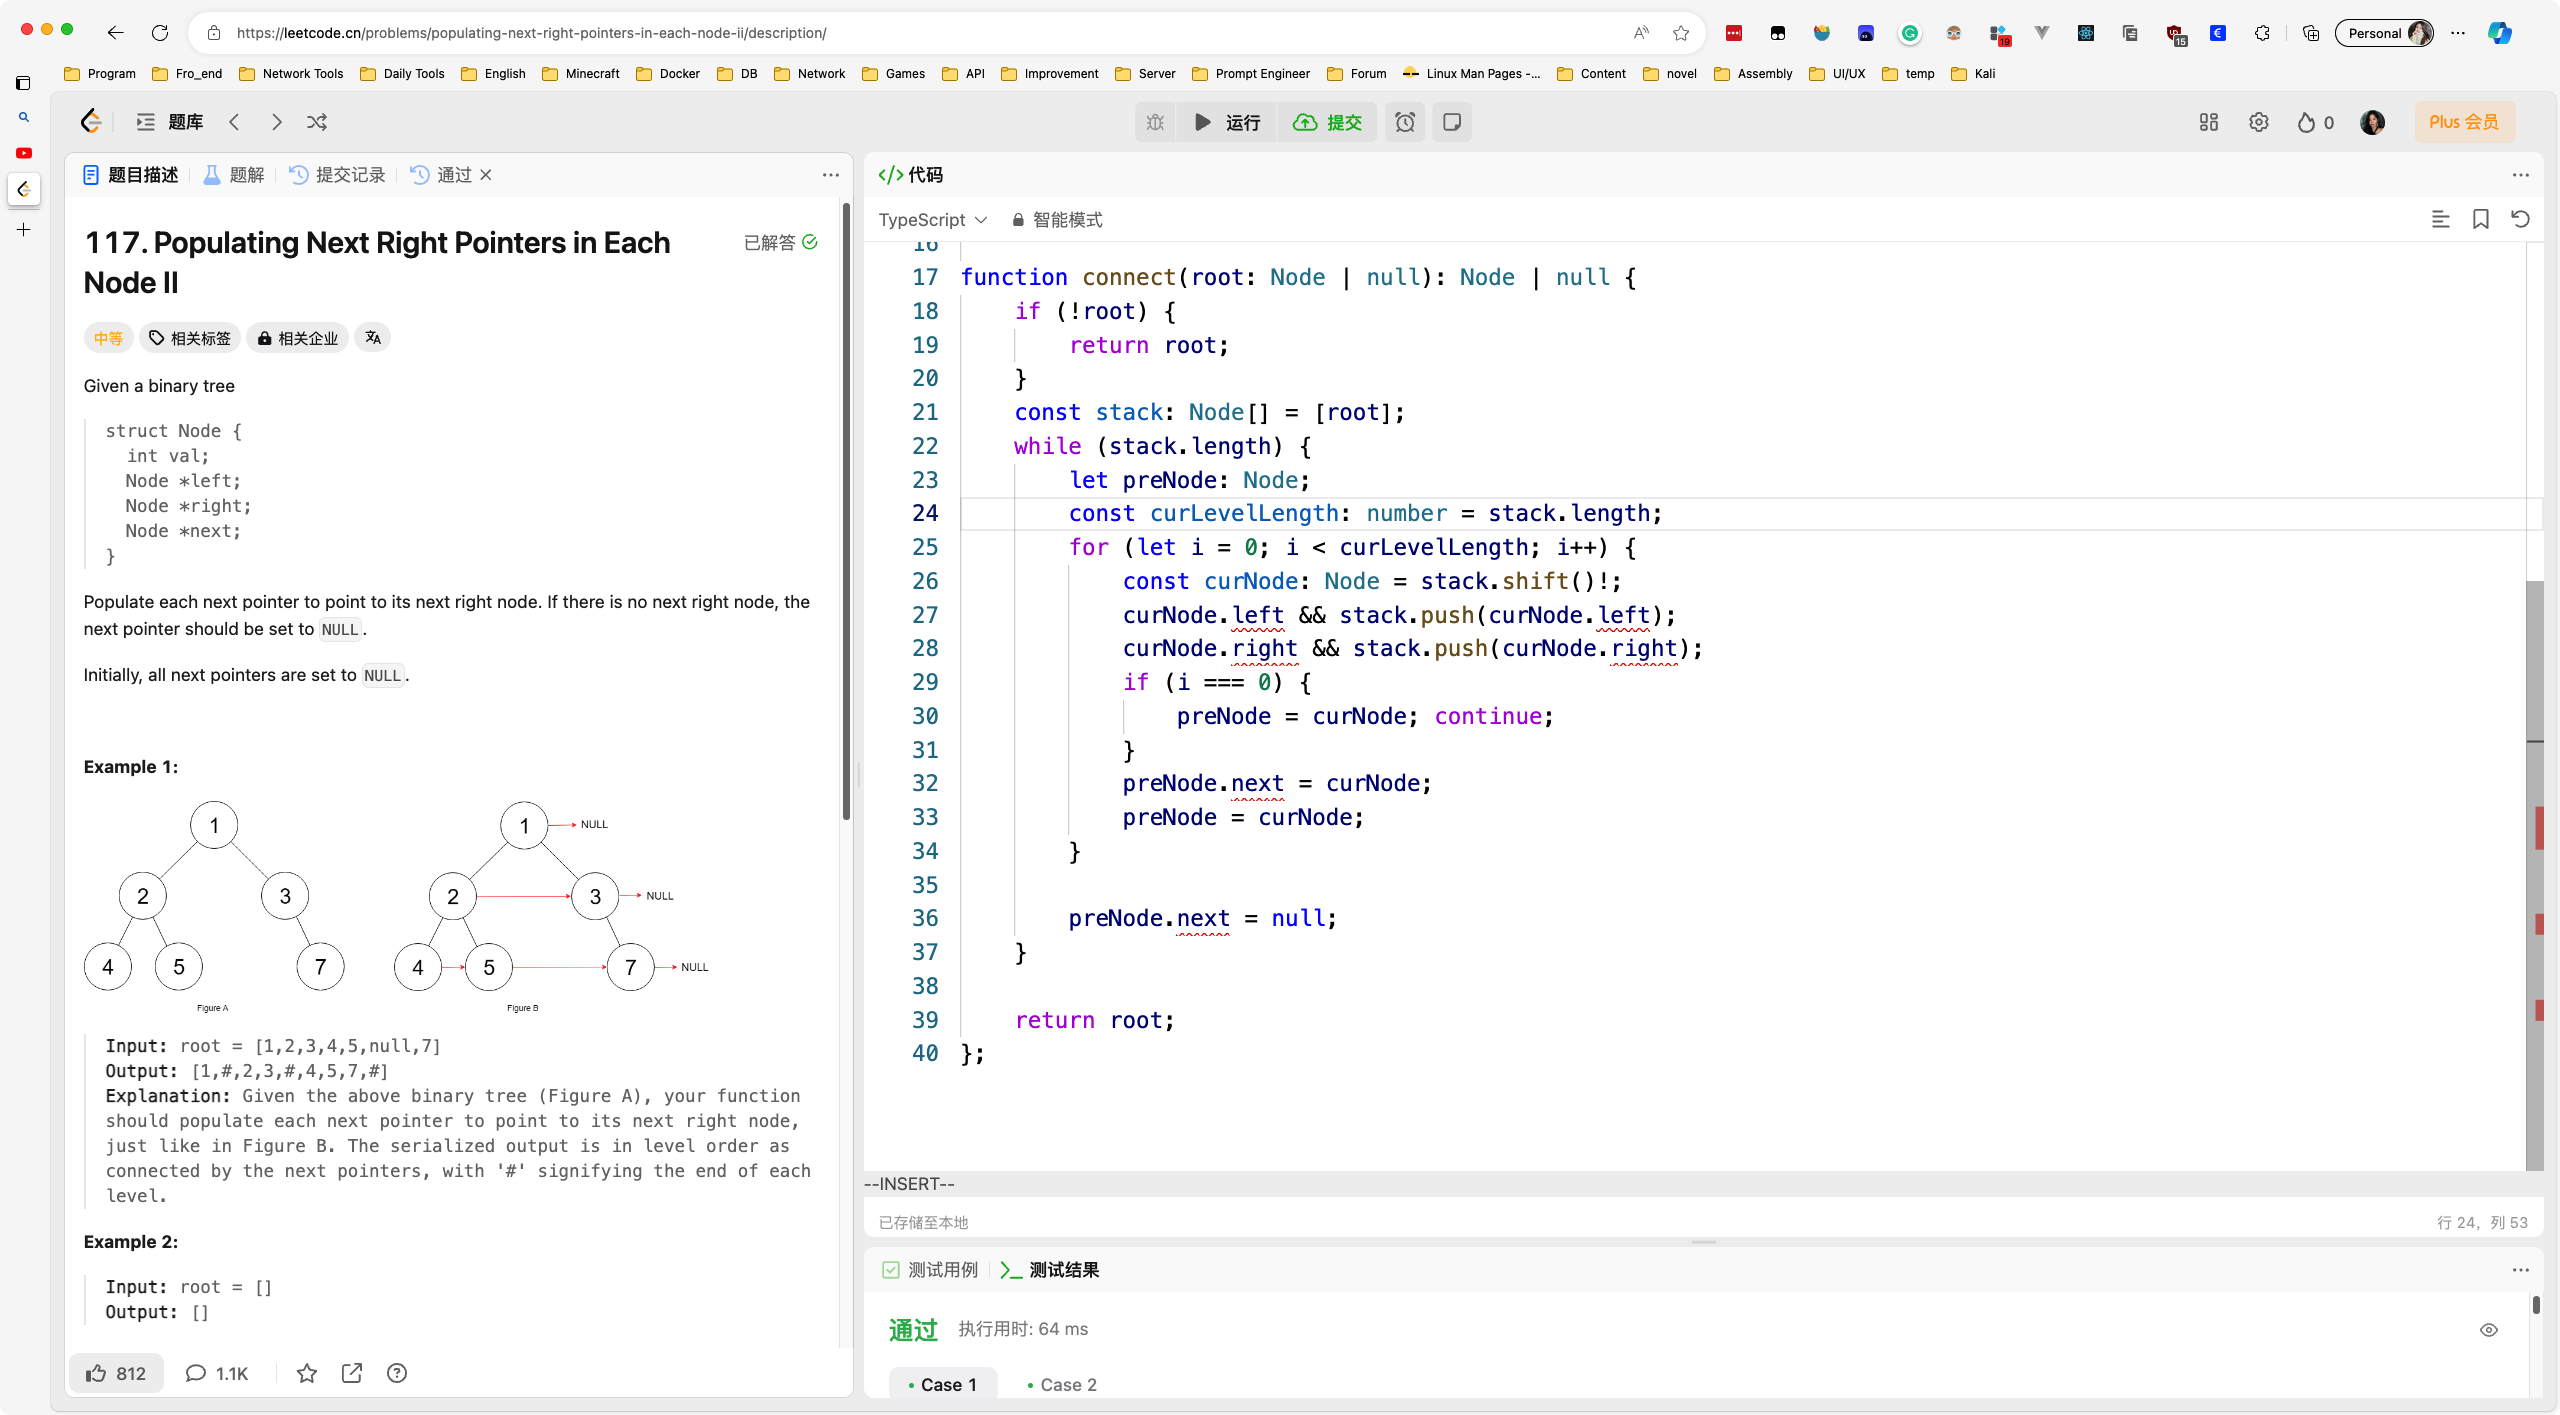 https://leetcode.cn/problems/populating-next-right-pointers-in-each-node-ii/description/
19
15
Personal
Program
Fro_end
Network Tools
Daily Tools
English
Minecraft
Docker
DB
Network
Games
API
Improvement
Server
Prompt Engineer
Forum
Linux Man Pages -...
Content
novel
Assembly
UI/UX
temp
Kali
题库
运行
提交
0
Plus 会员
题目描述
题解
提交记录
通过
117. Populating Next Right Pointers in Each
Node II
已解答
中等
相关标签
相关企业
Given a binary tree
struct Node {
  int val;
  Node *left;
  Node *right;
  Node *next;
}
Populate each next pointer to point to its next right node. If there is no next right node, the
next pointer should be set to NULL.
Initially, all next pointers are set to NULL.
Example 1:
1
2
3
4
5
7
Figure A
1
NULL
2
3
NULL
4
5
7
NULL
Figure B
Input: root = [1,2,3,4,5,null,7]
Output: [1,#,2,3,#,4,5,7,#]
Explanation: Given the above binary tree (Figure A), your function
should populate each next pointer to point to its next right node,
just like in Figure B. The serialized output is in level order as
connected by the next pointers, with '#' signifying the end of each
level.
Example 2:
Input: root = []
Output: []
812
1.1K
</> 代码
TypeScript
智能模式
16
17 function connect(root: Node | null): Node | null {
18     if (!root) {
19         return root;
20     }
21     const stack: Node[] = [root];
22     while (stack.length) {
23         let preNode: Node;
24         const curLevelLength: number = stack.length;
25         for (let i = 0; i < curLevelLength; i++) {
26             const curNode: Node = stack.shift()!;
27             curNode.left && stack.push(curNode.left);
28             curNode.right && stack.push(curNode.right);
29             if (i === 0) {
30                 preNode = curNode; continue;
31             }
32             preNode.next = curNode;
33             preNode = curNode;
34         }
35
36         preNode.next = null;
37     }
38
39     return root;
40 };
--INSERT--
已存储至本地
行 24，列 53
测试用例
测试结果
通过
执行用时: 64 ms
Case 1
Case 2